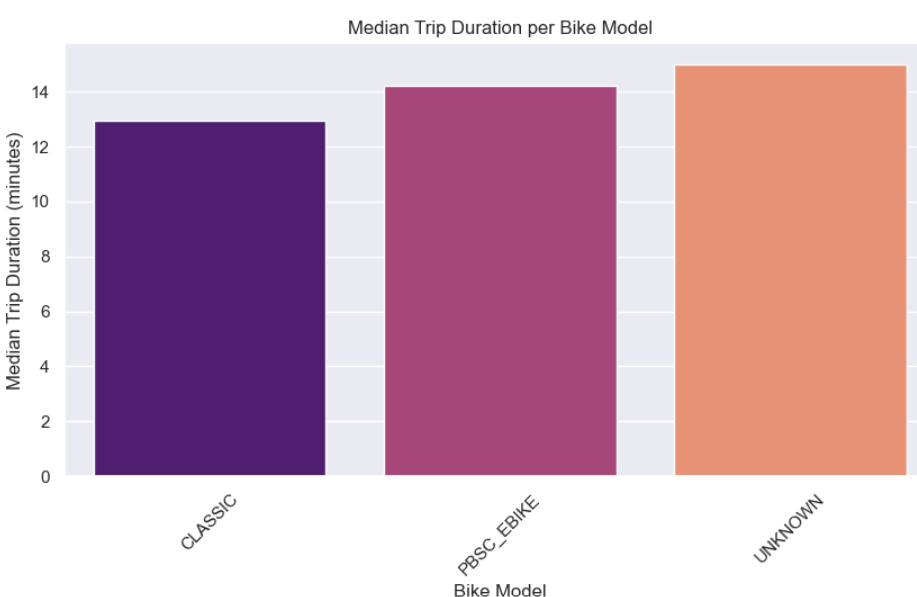 Median Trip Duration per Bike Model
Median Trip Duration (minutes)
14
12
10
8
6
4
2
0
CLASSIC
PBSC_EBIKE
UNKNOWN
Bike Model